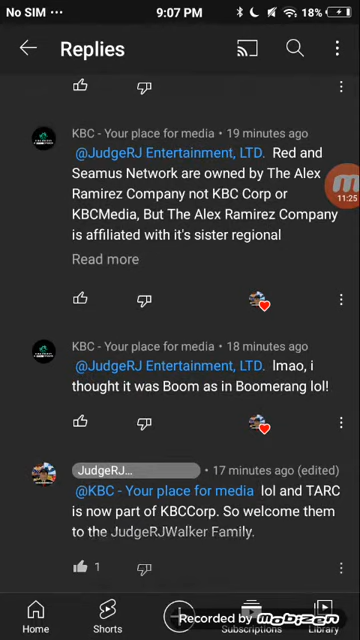 No SIM ... 9:07 PM 18%
Replies
KBC - Your place for media • 19 minutes ago
@JudgeRJ Entertainment, LTD. Red and
Seamus Network are owned by The Alex
Ramirez Company not KBC Corp or
KBCMedia, But The Alex Ramirez Company
is affiliated with it's sister regional
Read more
11:25
KBC - Your place for media • 18 minutes ago
@JudgeRJ Entertainment, LTD. lmao, i
thought it was Boom as in Boomerang lol!
JudgeRJ... • 17 minutes ago (edited)
@KBC - Your place for media lol and TARC
is now part of KBCCorp. So welcome them
to the JudgeRJWalker Family.
1
Home Shorts Subscriptions Library
Recorded by Mobizen